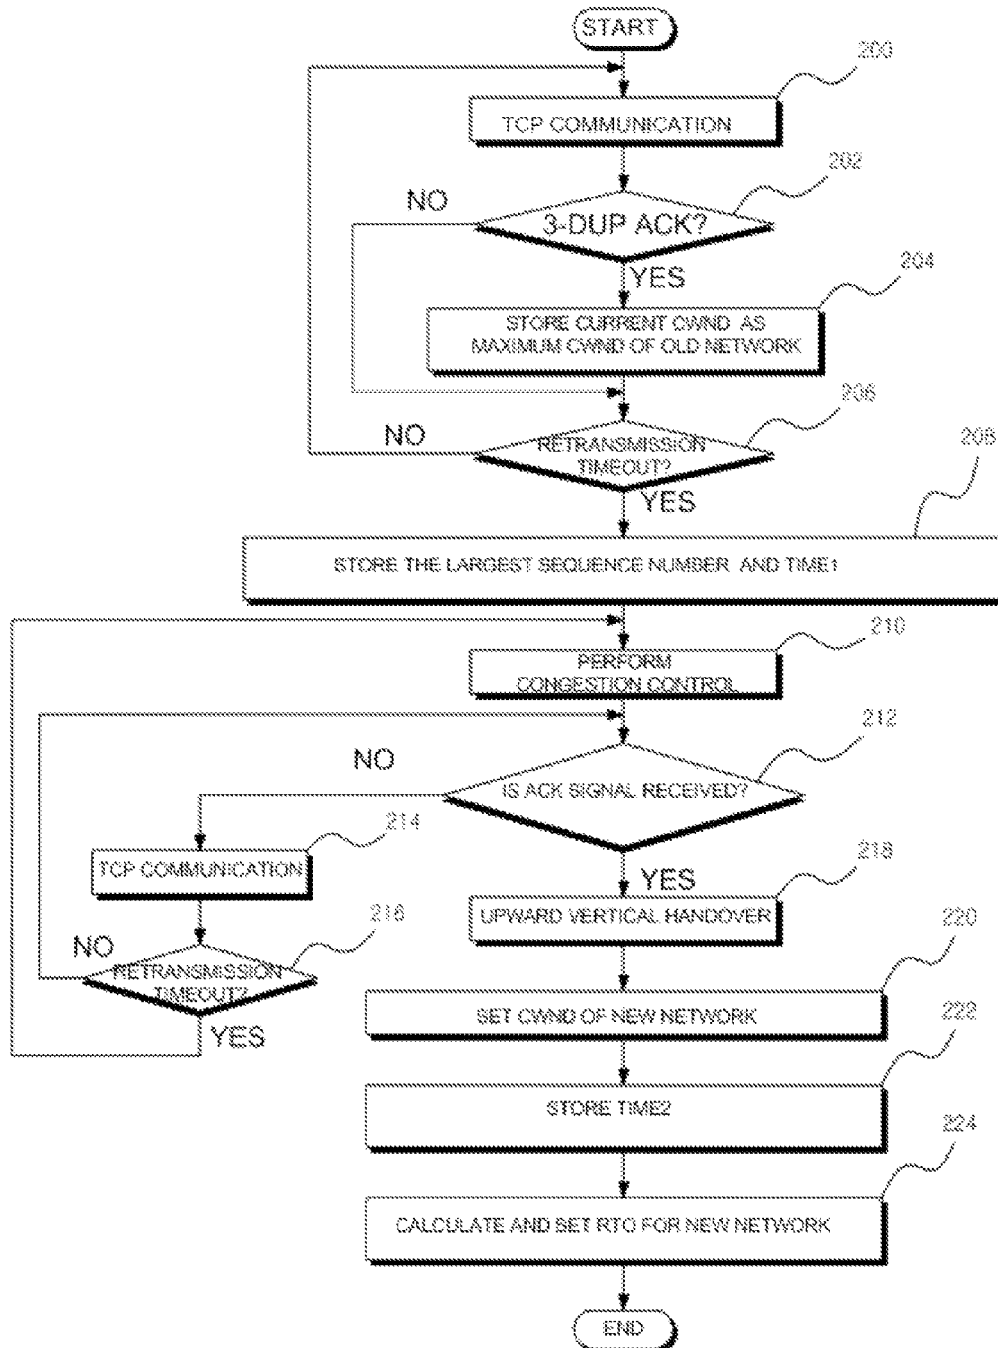 START
200
TCP COMMUNICATION
202
NO
3-DUP ACK?
YES
204
STORE CURRENT CWND AS
MAXIMUM CWND OF OLD NETWORK
206
NO
RETRANSMISSION
TIMEOUT?
YES
208
STORE THE LARGEST SEQUENCE NUMBER AND TIME1
210
PERFORM
CONGESTION CONTROL
212
NO
IS ACK SIGNAL RECEIVED?
214
TCP COMMUNICATION
YES
218
UPWARD VERTICAL HANDOVER
216
NO
RETRANSMISSION
TIMEOUT?
YES
220
SET CWND OF NEW NETWORK
222
STORE TIME2
224
CALCULATE AND SET RTO FOR NEW NETWORK
END